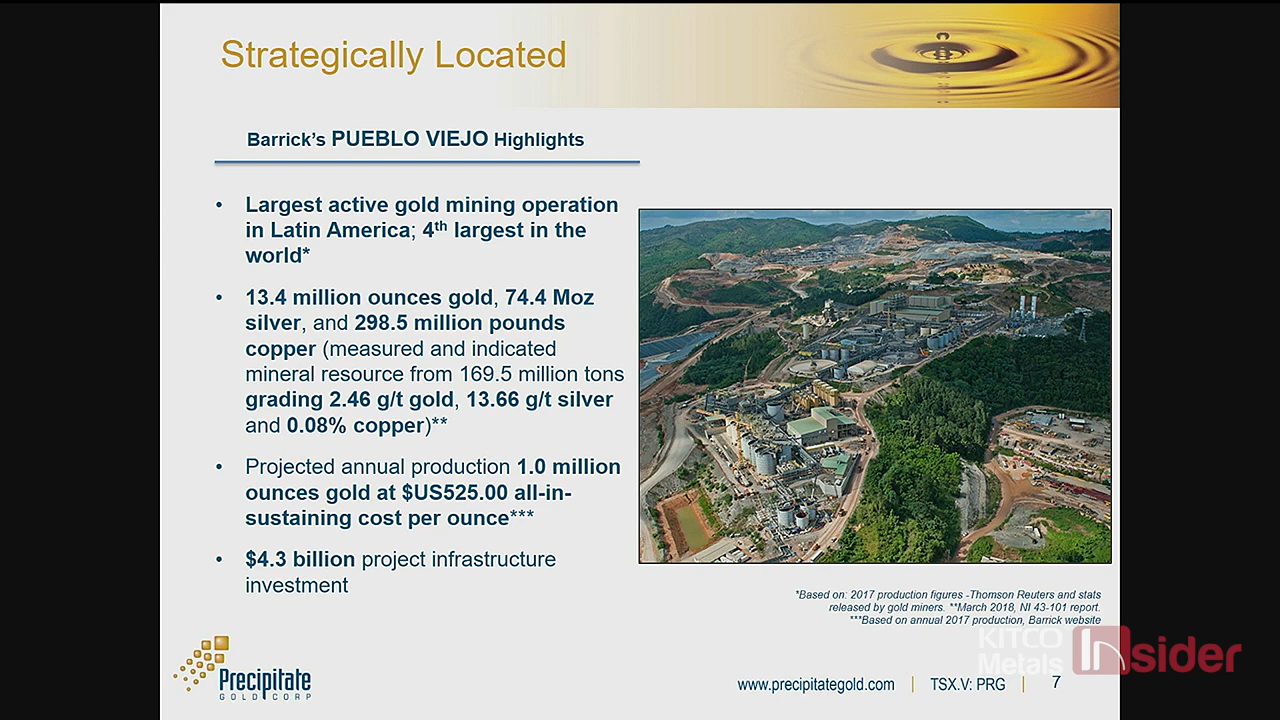 Strategically Located
Barrick’s PUEBLO VIEJO Highlights
• Largest active gold mining operation
in Latin America; 4th largest in the
world*
• 13.4 million ounces gold, 74.4 Moz
silver, and 298.5 million pounds
copper (measured and indicated
mineral resource from 169.5 million tons
grading 2.46 g/t gold, 13.66 g/t silver
and 0.08% copper)**
• Projected annual production 1.0 million
ounces gold at $US525.00 all-in-
sustaining cost per ounce***
• $4.3 billion project infrastructure
investment
*Based on: 2017 production figures -Thomson Reuters and stats
released by gold miners. **March 2018, NI 43-101 report.
***Based on annual 2017 production, Barrick website
KITCO
Metals Insider
Precipitate
GOLD CORP
www.precipitategold.com | TSX.V: PRG | 7